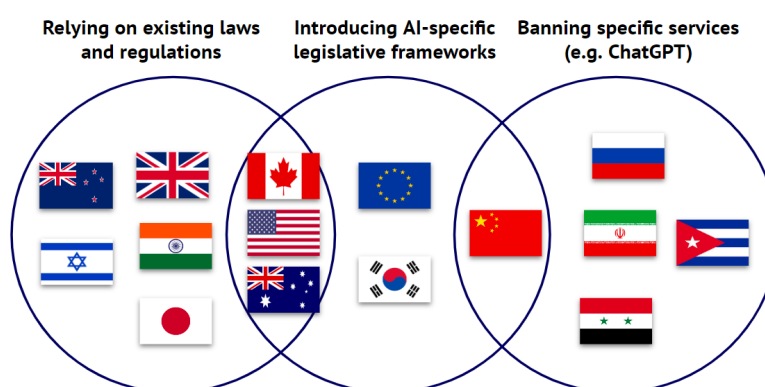 Relying on existing laws
and regulations
Introducing AI-specific
legislative frameworks
Banning specific services
(e.g. ChatGPT)